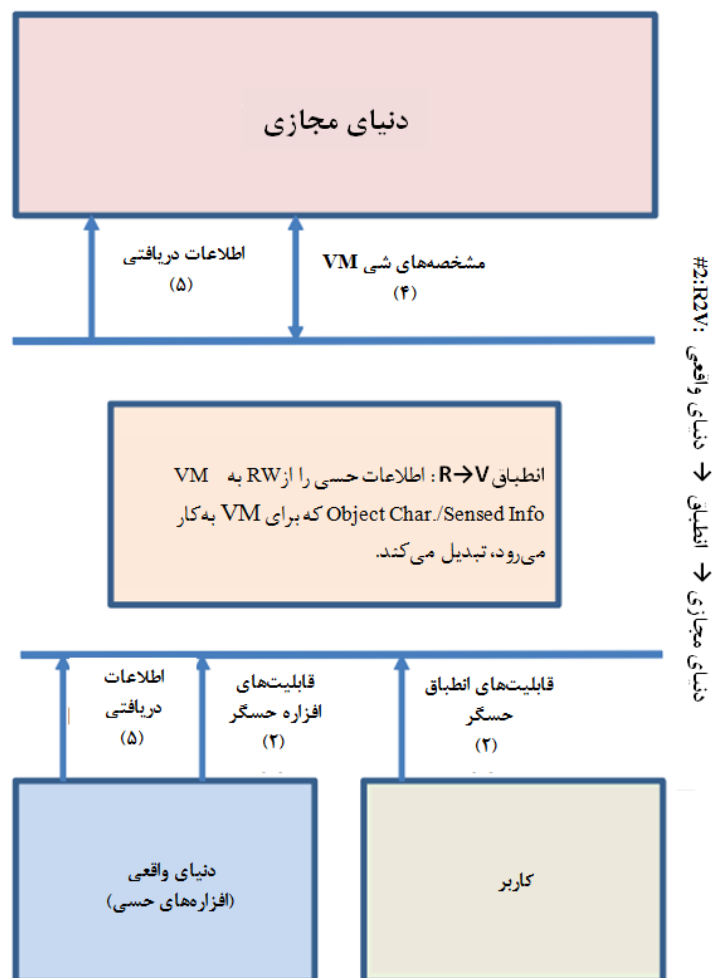 دنیای مجازی
اطلاعات دریافتی
(۵)
مشخصه‌های شی VM
(۴)
#2:R2V: دنیای واقعی → انطباق → دنیای مجازی
انطباق R→V: اطلاعات حسی را از RW به VM
Object Char./Sensed Info که برای VM به‌کار
می‌رود، تبدیل می‌کند.
اطلاعات
دریافتی
(۵)
قابلیت‌های
افزاره حسگر
(۲)
قابلیت‌های انطباق
حسگر
(۲)
دنیای واقعی
(افزاره‌های حسی)
کاربر